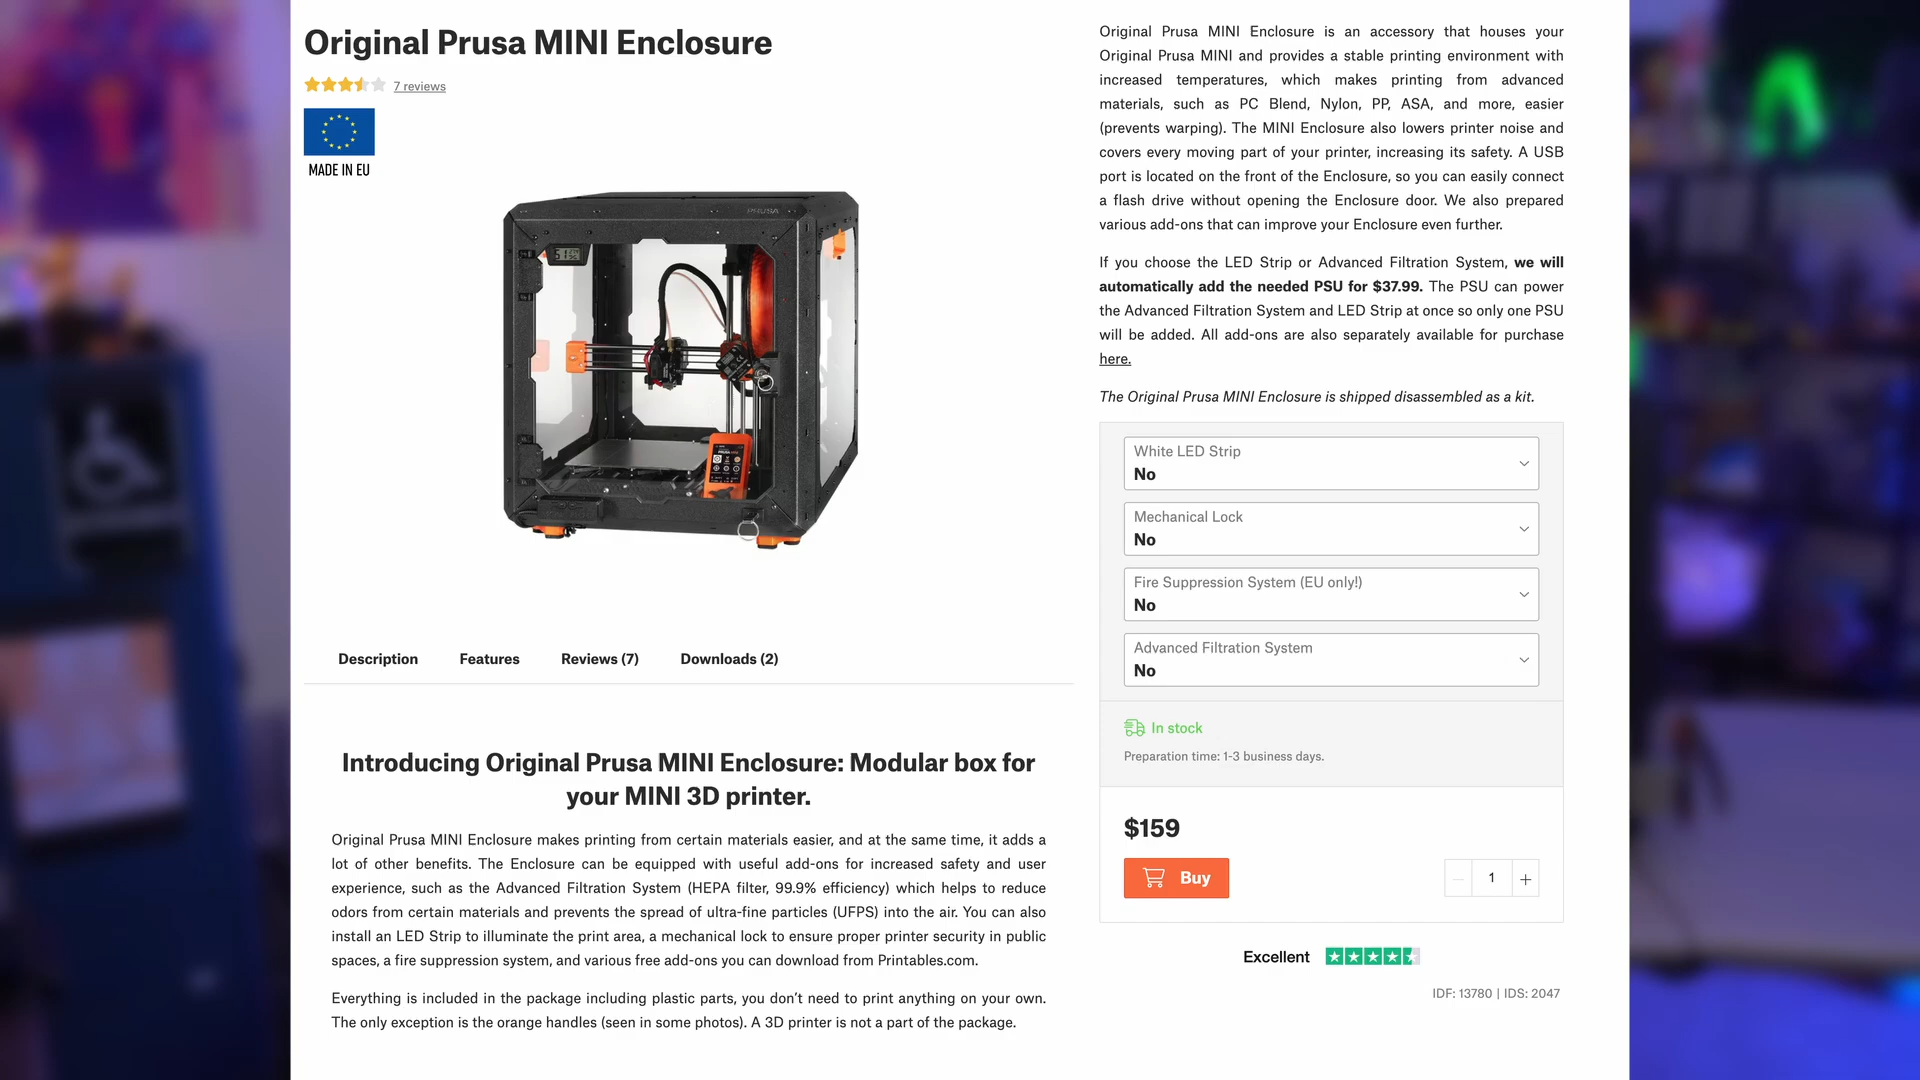 Original Prusa MINI Enclosure
7 reviews
MADE IN EU
PRUSA
Description
Features
Reviews (7)
Downloads (2)
Introducing Original Prusa MINI Enclosure: Modular box for
your MINI 3D printer.
Original Prusa MINI Enclosure makes printing from certain materials easier, and at the same time, it adds a
lot of other benefits. The Enclosure can be equipped with useful add-ons for increased safety and user
experience, such as the Advanced Filtration System (HEPA filter, 99.9% efficiency) which helps to reduce
odors from certain materials and prevents the spread of ultra-fine particles (UFPS) into the air. You can also
install an LED Strip to illuminate the print area, a mechanical lock to ensure proper printer security in public
spaces, a fire suppression system, and various free add-ons you can download from Printables.com.
Everything is included in the package including plastic parts, you don't need to print anything on your own.
The only exception is the orange handles (seen in some photos). A 3D printer is not a part of the package.
Original Prusa MINI Enclosure is an accessory that houses your
Original Prusa MINI and provides a stable printing environment with
increased temperatures, which makes printing from advanced
materials, such as PC Blend, Nylon, PP, ASA, and more, easier
(prevents warping). The MINI Enclosure also lowers printer noise and
covers every moving part of your printer, increasing its safety. A USB
port is located on the front of the Enclosure, so you can easily connect
a flash drive without opening the Enclosure door. We also prepared
various add-ons that can improve your Enclosure even further.
If you choose the LED Strip or Advanced Filtration System, we will
automatically add the needed PSU for $37.99. The PSU can power
the Advanced Filtration System and LED Strip at once so only one PSU
will be added. All add-ons are also separately available for purchase
here.
The Original Prusa MINI Enclosure is shipped disassembled as a kit.
White LED Strip
No
Mechanical Lock
No
Fire Suppression System (EU only!)
No
Advanced Filtration System
No
In stock
Preparation time: 1-3 business days.
$159
Buy
1
Excellent
IDF: 13780 | IDS: 2047